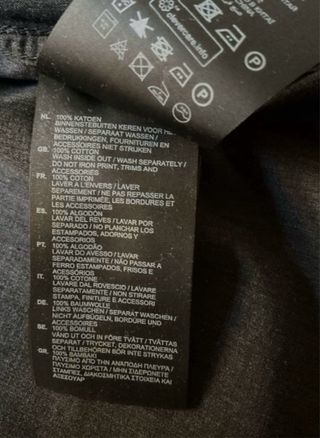 clevercare.info
NL. 100% KATOEN
BINNENSTEBUITEN KEREN VOOR HET
WASSEN / SEPARAAT WASSEN /
BEDRUKKINGEN, FOURNITUREN EN
ACCESSOIRES NIET STRIJKEN
GB. 100% COTTON
WASH INSIDE OUT / WASH SEPARATELY /
DO NOT IRON PRINT, TRIMS AND
ACCESSORIES
FR. 100% COTON
LAVER A L'ENVERS / LAVER
SEPAREMENT / NE PAS REPASSER LA
PARTIE IMPRIMÉE, LES BORDURES ET
LES ACCESSOIRES
ES. 100% ALGODÓN
LAVAR DEL REVES / LAVAR POR
SEPARADO / NO PLANCHAR LOS
ESTAMPADOS, ADORNOS Y
ACCESORIOS
PT. 100% ALGODÃO
LAVAR DO AVESSO / LAVAR
SEPARADAMENTE / NÃO PASSAR A
FERRO ESTAMPADOS, FRISOS E
ACESSÓRIOS
IT. 100% COTONE
LAVARE DAL ROVESCIO / LAVARE
SEPARATAMENTE / NON STIRARE
STAMPA, FINITURE E ACCESSORI
DE. 100% BAUMWOLLE
LINKS WASCHEN / SEPARAT WASCHEN /
NICHT AUFBÜGELN, BORDÜRE UND
ACCESSOIRES
SE. 100% BOMULL
VÄND UT OCH IN FÖRE TVÄTT / TVÄTTAS
SEPARAT / TRYCKET, DEKORATIONERNA
OCH TILLBEHÖREN BÖR INTE STRYKAS
GR. 100% ΒΑΜΒΑΚΙ
ΠΛΥΣΙΜΟ ΑΠΟ ΤΗΝ ΑΝΑΠΟΔΗ ΠΛΕΥΡΑ /
ΠΛΥΣΙΜΟ ΧΩΡΙΣΤΑ / ΜΗΝ ΣΙΔΕΡΩΝΕΤΕ
ΣΤΑΜΠΕΣ, ΔΙΑΚΟΣΜΗΤΙΚΑ ΣΤΟΙΧΕΙΑ ΚΑΙ
ΑΞΕΣΟΥΑΡ